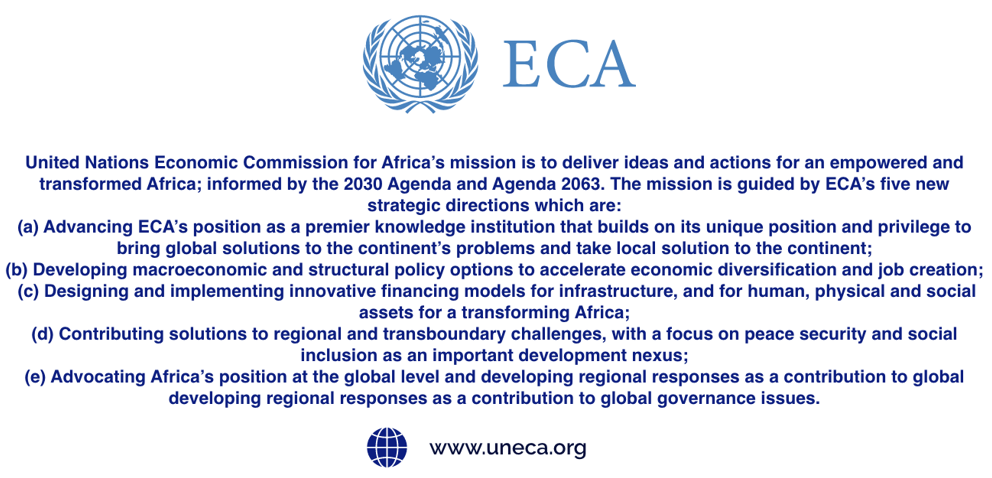 ECA
United Nations Economic Commission for Africa’s mission is to deliver ideas and actions for an empowered and
transformed Africa; informed by the 2030 Agenda and Agenda 2063. The mission is guided by ECA’s five new
strategic directions which are:
(a) Advancing ECA’s position as a premier knowledge institution that builds on its unique position and privilege to
bring global solutions to the continent’s problems and take local solution to the continent;
(b) Developing macroeconomic and structural policy options to accelerate economic diversification and job creation;
(c) Designing and implementing innovative financing models for infrastructure, and for human, physical and social
assets for a transforming Africa;
(d) Contributing solutions to regional and transboundary challenges, with a focus on peace security and social
inclusion as an important development nexus;
(e) Advocating Africa’s position at the global level and developing regional responses as a contribution to global
developing regional responses as a contribution to global governance issues.
www.uneca.org